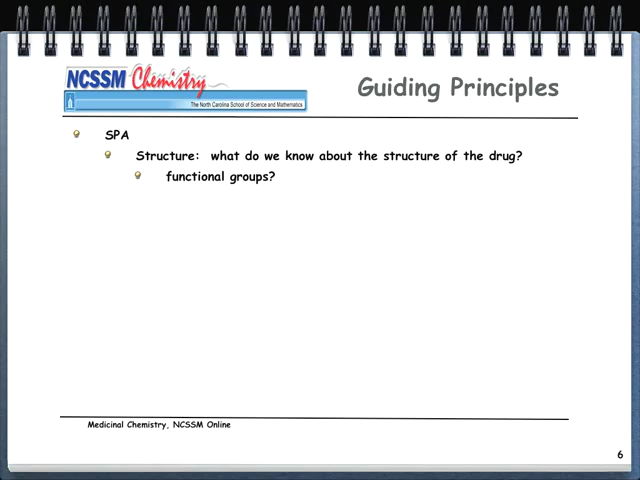 NCSSM Chemistry
The North Carolina School of Science and Mathematics
Guiding Principles
SPA
Structure: what do we know about the structure of the drug?
functional groups?
Medicinal Chemistry, NCSSM Online
6